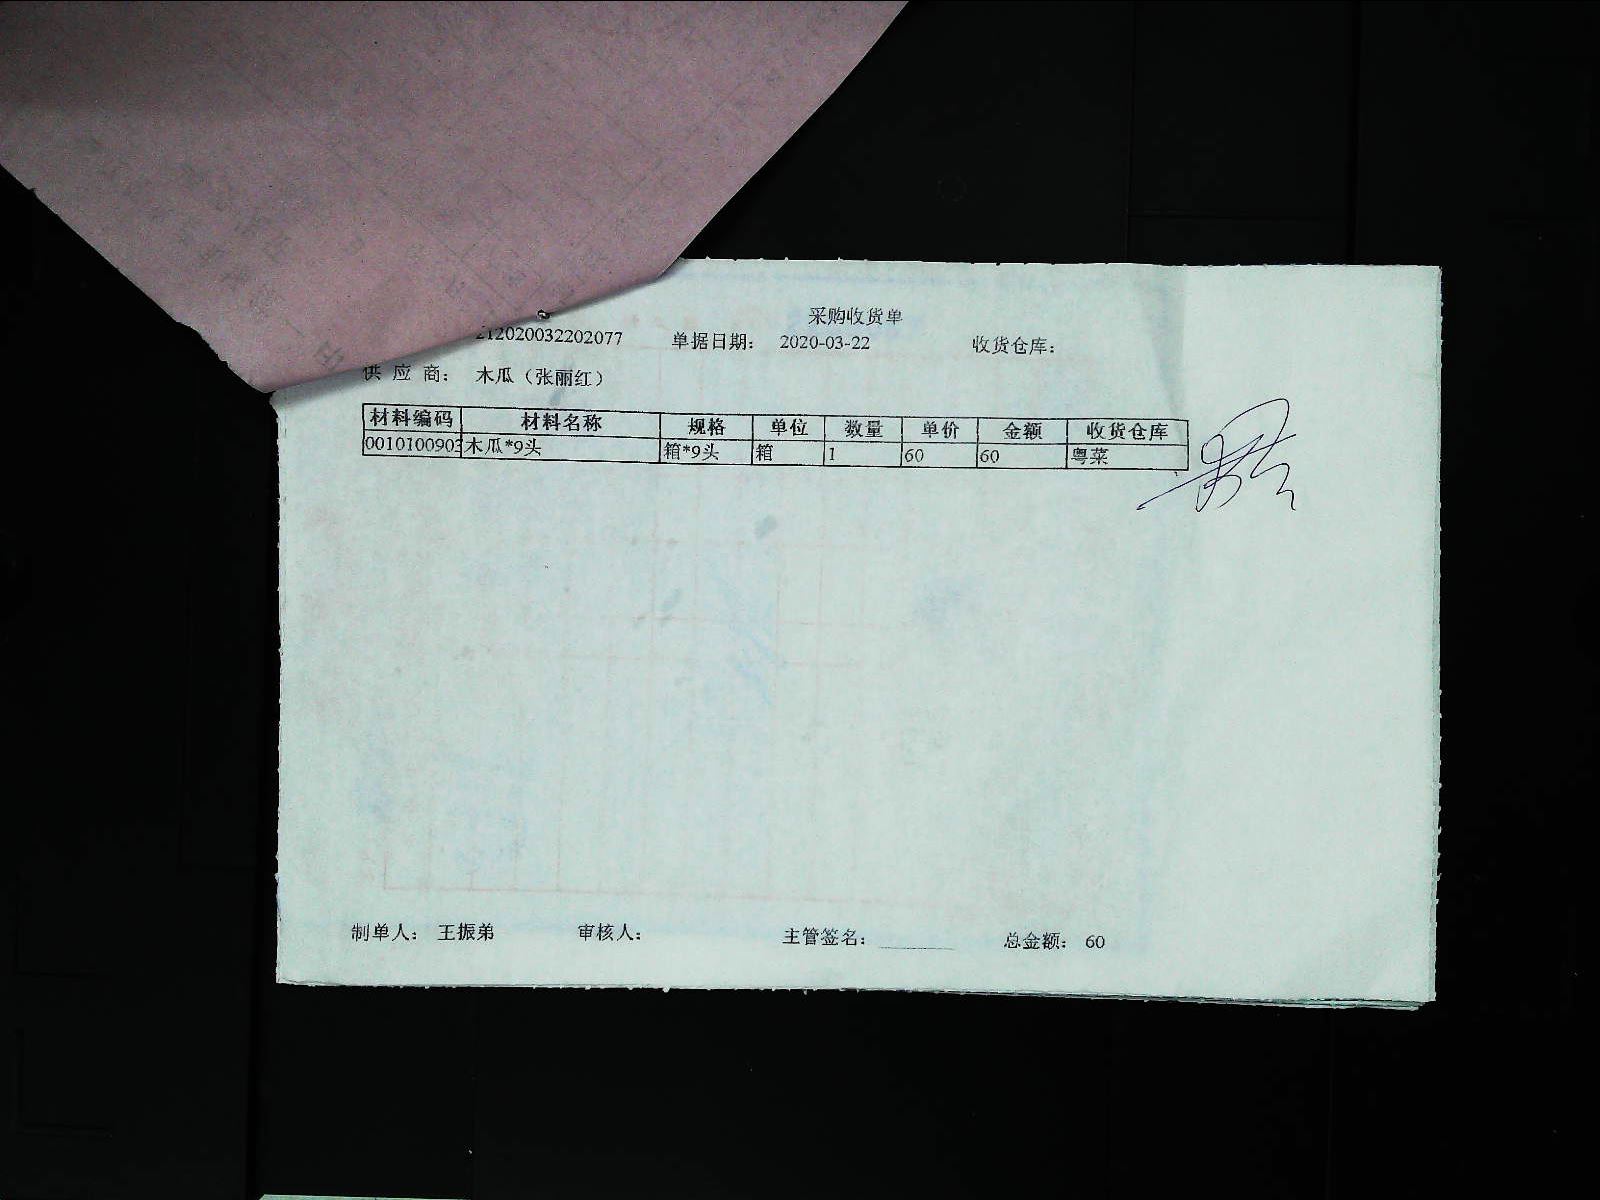 采购收货单
212020032202077 单据日期: 2020-03-22 收货仓库:
供应商: 木瓜（张丽红）
材料编码 材料名称 规格 单位 数量 单价 金额 收货仓库
0010100903 木瓜*9头 箱*9头 箱 1 60 60 粤菜
制单人: 王振弟 审核人: 主管签名: 总金额: 60